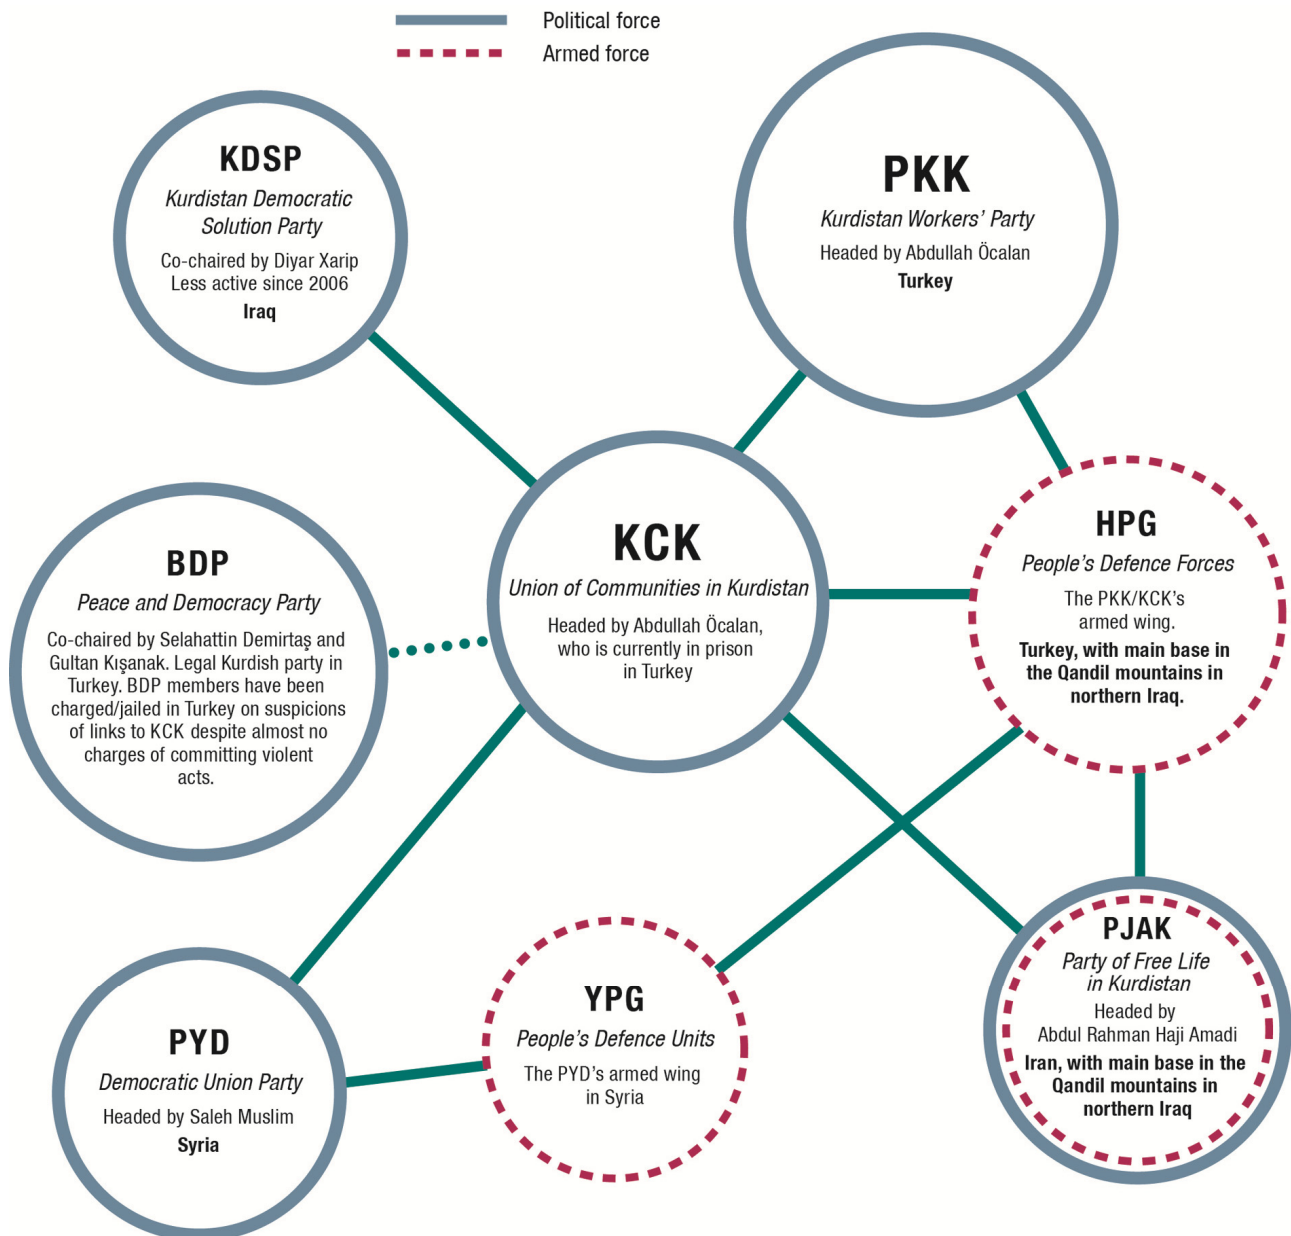 Political force
Armed force
KDSP
Kurdistan Democratic
Solution Party
Co-chaired by Diyar Xarip
Less active since 2006
Iraq
PKK
Kurdistan Workers' Party
Headed by Abdullah Öcalan
Turkey
KCK
Union of Communities in Kurdistan
Headed by Abdullah Öcalan,
who is currently in prison
in Turkey
HPG
People's Defence Forces
The PKK/KCK's
armed wing.
Turkey, with main base in
the Qandil mountains in
northern Iraq.
BDP
Peace and Democracy Party
Co-chaired by Selahattin Demirtaş and
Gultan Kışanak. Legal Kurdish party in
Turkey. BDP members have been
charged/jailed in Turkey on suspicions
of links to KCK despite almost no
charges of committing violent
acts.
PYD
Democratic Union Party
Headed by Saleh Muslim
Syria
YPG
People's Defence Units
The PYD's armed wing
in Syria
PJAK
Party of Free Life
in Kurdistan
Headed by
Abdul Rahman Haji Amadi
Iran, with main base in the
Qandil mountains in
northern Iraq